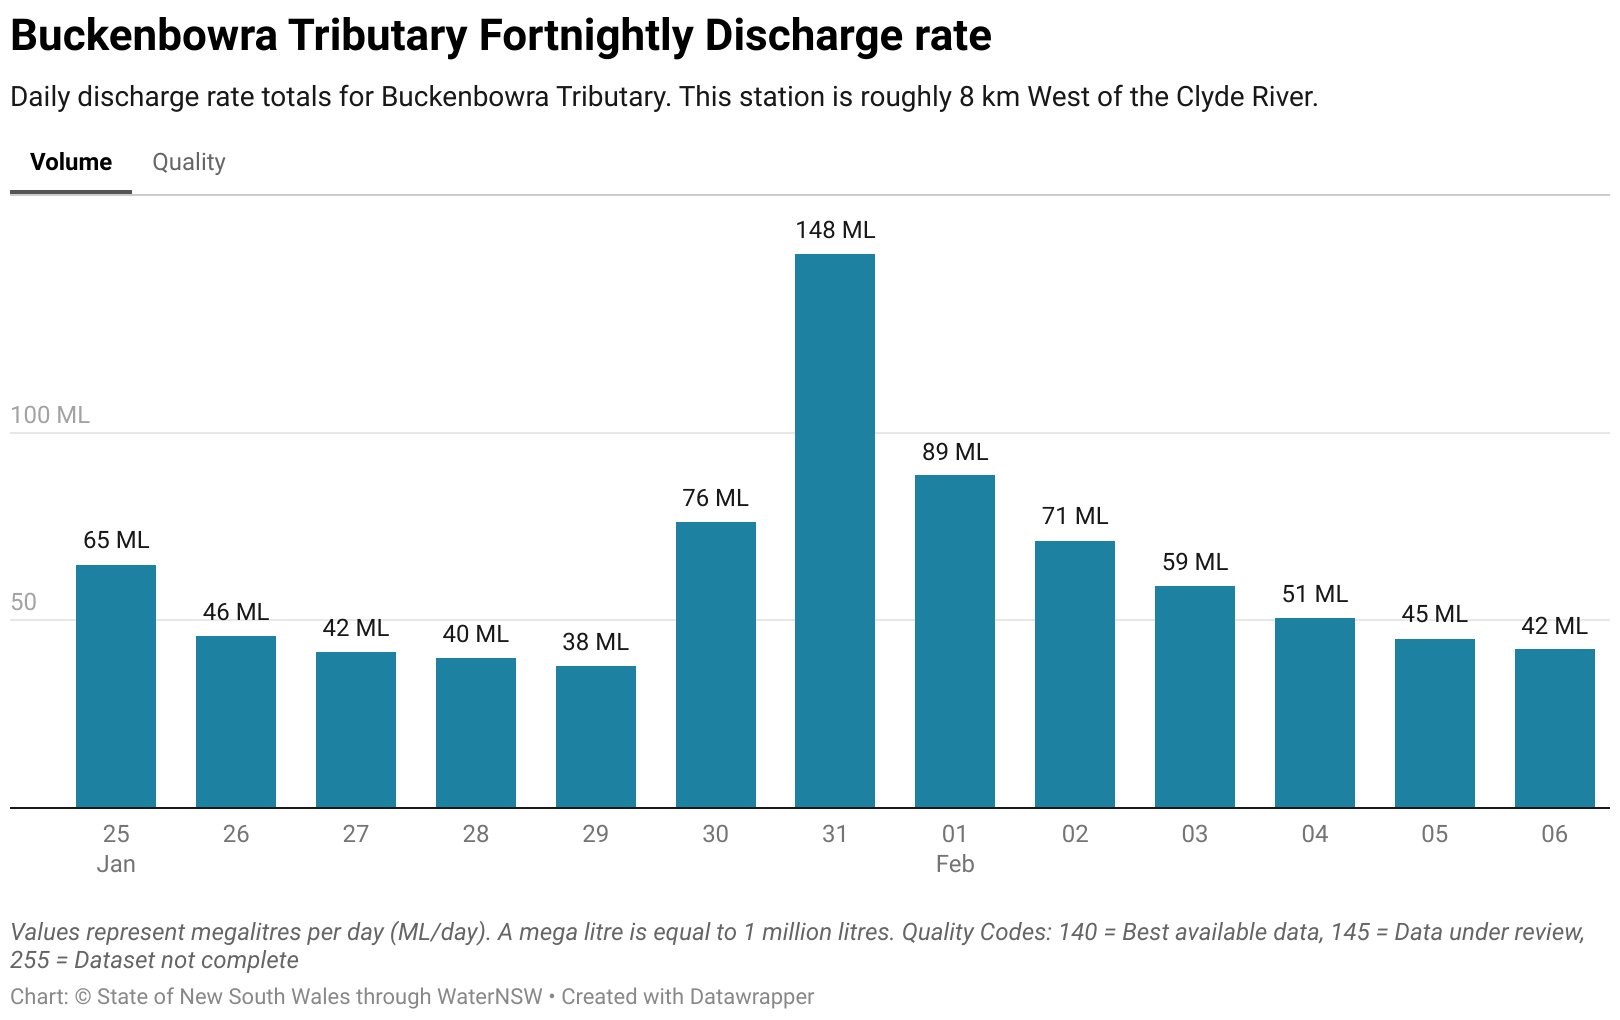 Buckenbowra Tributary Fortnightly Discharge rate
Daily discharge rate totals for Buckenbowra Tributary. This station is roughly 8 km West of the Clyde River.
Volume Quality
148 ML
100 ML
89 ML
76 ML
71 ML
65 ML
59 ML
51 ML
50
46 ML
45 ML
42 ML
42 ML
40 ML
38 ML
25 26 27 28 29 30 31 01 02 03 04 05 06
Jan Feb
Values represent megalitres per day (ML/day). A mega litre is equal to 1 million litres. Quality Codes: 140 = Best available data, 145 = Data under review,
255 = Dataset not complete
Chart: © State of New South Wales through WaterNSW • Created with Datawrapper